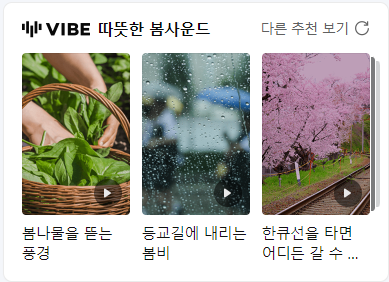 VIBE 따뜻한 봄사운드 다른 추천 보기
봄나물을 뜯는
풍경
등교길에 내리는
봄비
한큐선을 타면
어디든 갈 수 ...